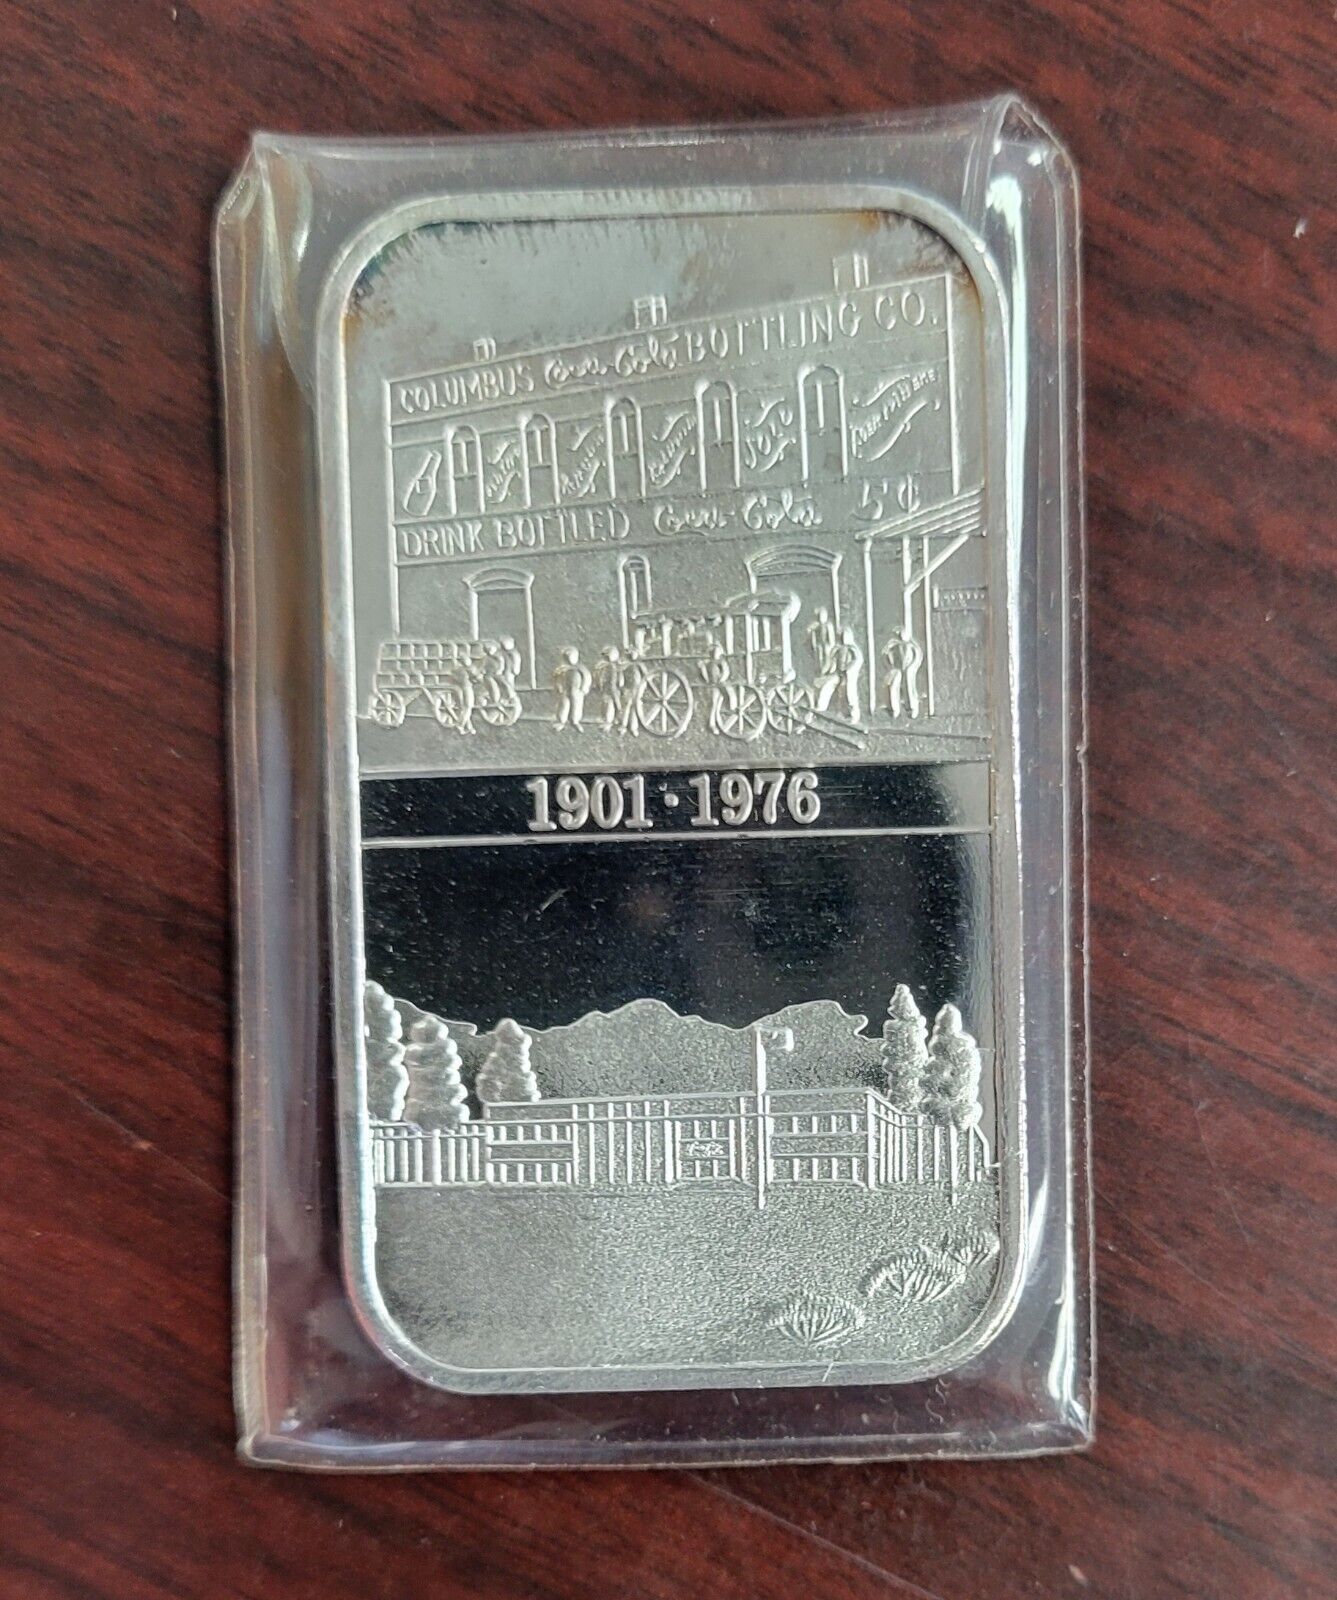 COLUMBUS Coca-Cola BOTTLING CO.
DRINK BOTTLED Coca-Cola 5¢
1901·1976